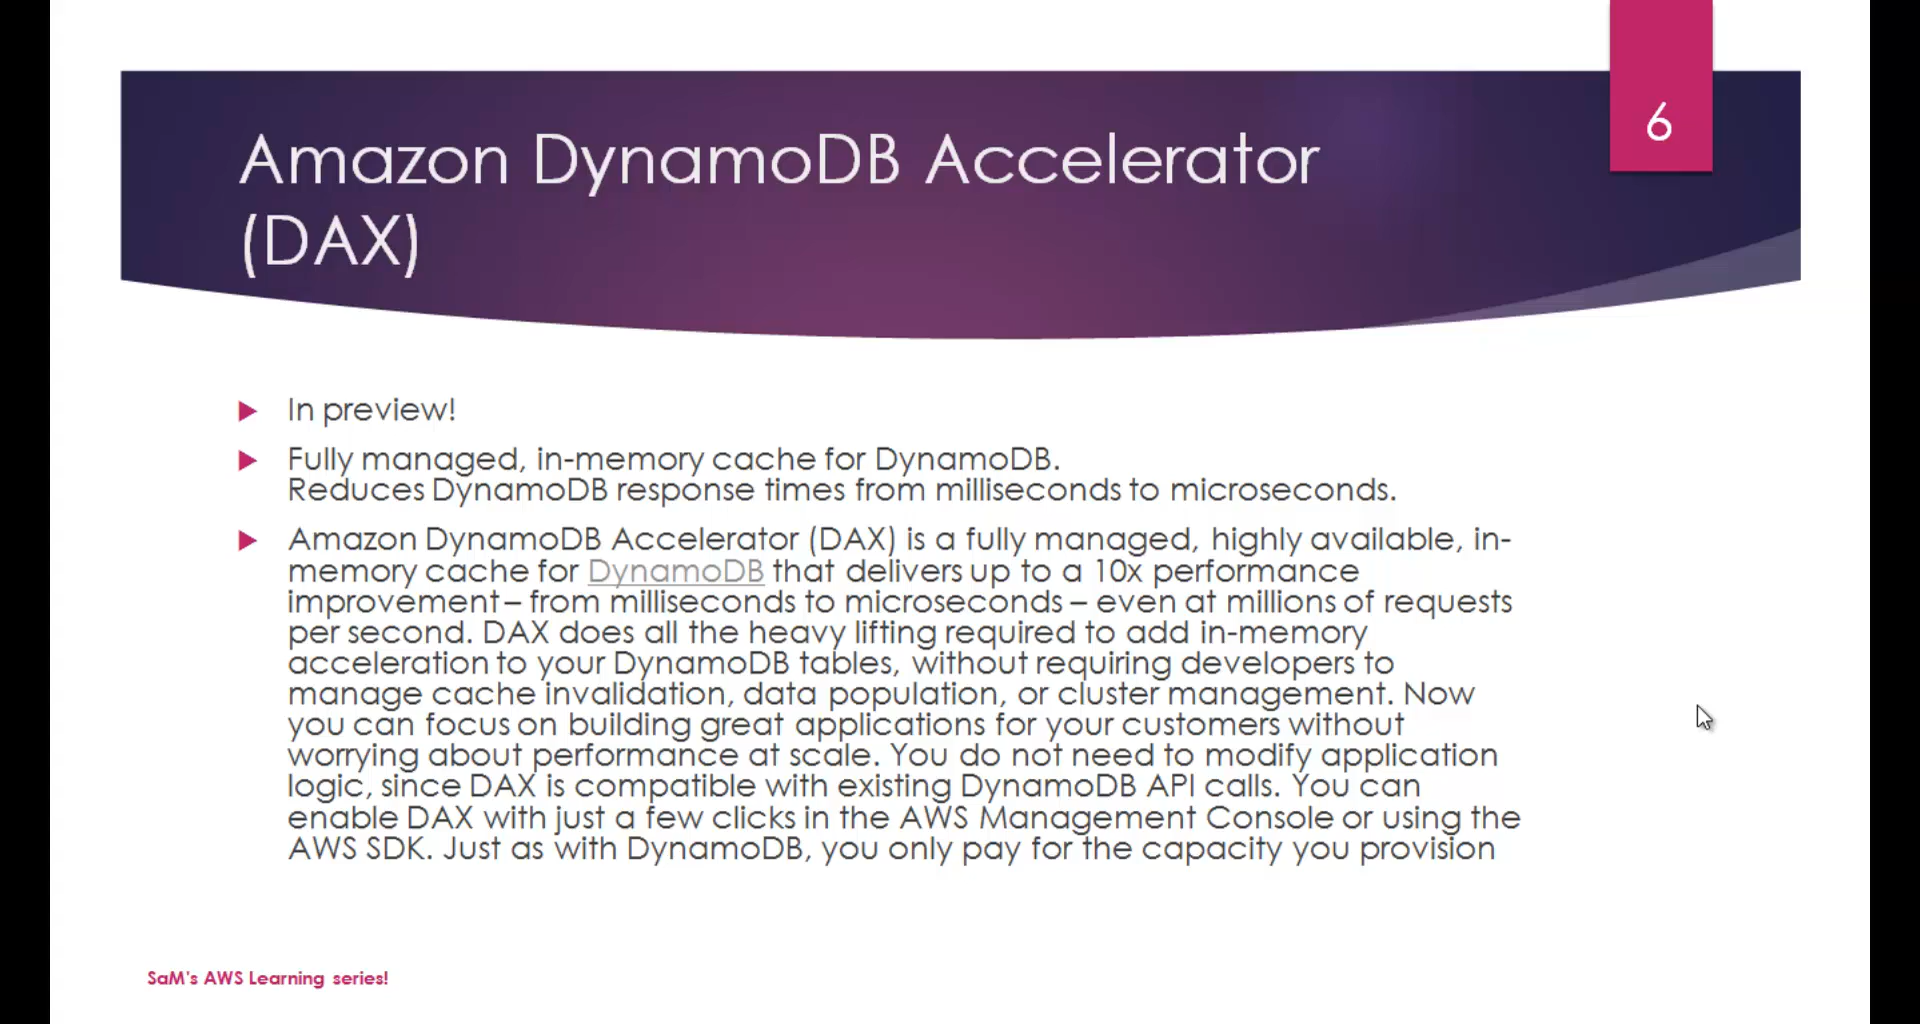 6
Amazon DynamoDB Accelerator
(DAX)
In preview!
Fully managed, in-memory cache for DynamoDB.
Reduces DynamoDB response times from milliseconds to microseconds.
Amazon DynamoDB Accelerator (DAX) is a fully managed, highly available, in-
memory cache for DynamoDB that delivers up to a 10x performance
improvement – from milliseconds to microseconds – even at millions of requests
per second. DAX does all the heavy lifting required to add in-memory
acceleration to your DynamoDB tables, without requiring developers to
manage cache invalidation, data population, or cluster management. Now
you can focus on building great applications for your customers without
worrying about performance at scale. You do not need to modify application
logic, since DAX is compatible with existing DynamoDB API calls. You can
enable DAX with just a few clicks in the AWS Management Console or using the
AWS SDK. Just as with DynamoDB, you only pay for the capacity you provision
SaM's AWS Learning series!